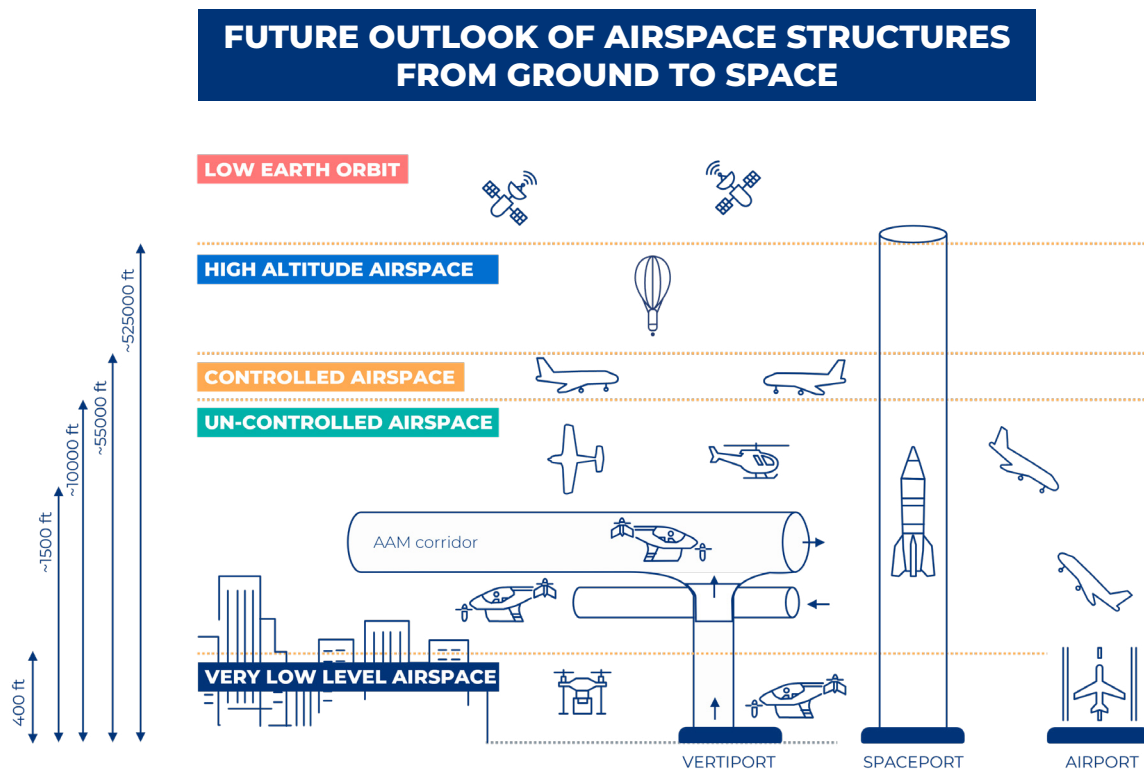 FUTURE OUTLOOK OF AIRSPACE STRUCTURES
FROM GROUND TO SPACE
LOW EARTH ORBIT
HIGH ALTITUDE AIRSPACE
~525000 ft
CONTROLLED AIRSPACE
~55000 ft
UN-CONTROLLED AIRSPACE
~10000 ft
~1500 ft
AAM corridor
VERY LOW LEVEL AIRSPACE
400 ft
VERTIPORT
SPACEPORT
AIRPORT